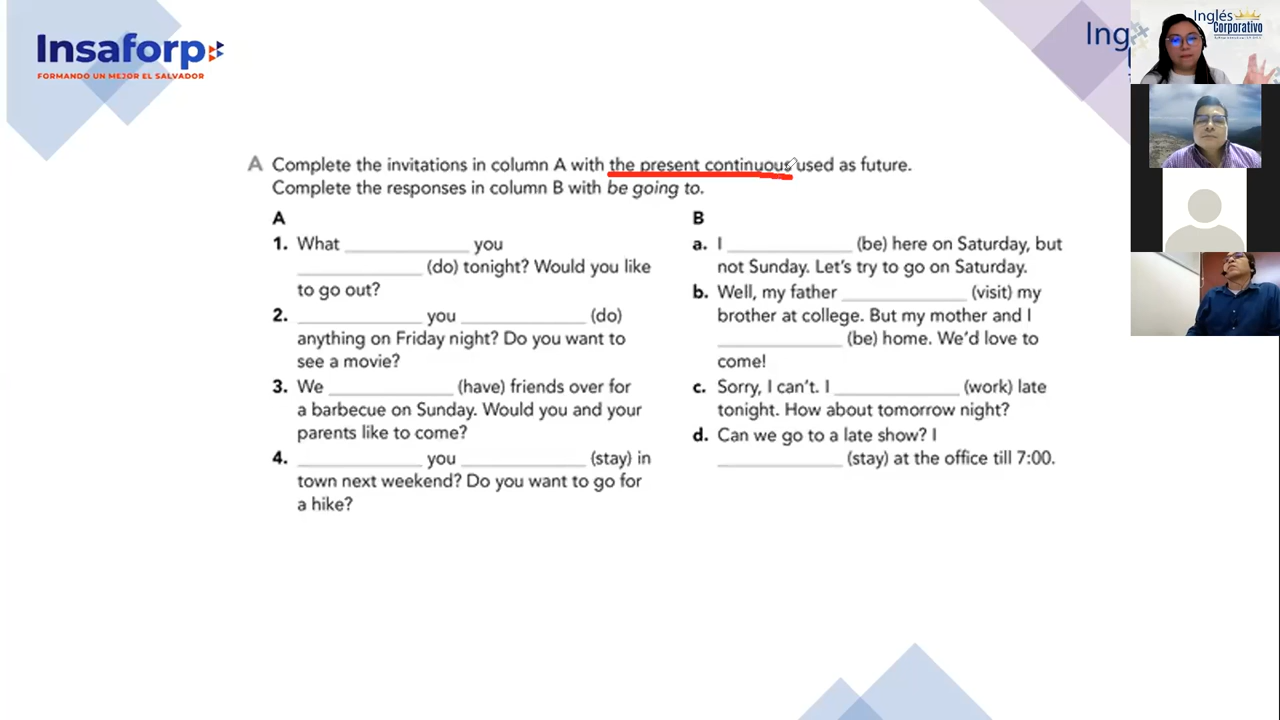 Insaforp
FORMANDO UN MEJOR EL SALVADOR
Ing
Inglés
Corporativo
A Complete the invitations in column A with the present continuous used as future.
Complete the responses in column B with be going to.
A
1. What ____________ you
____________ (do) tonight? Would you like
to go out?
2. ____________ you ____________ (do)
anything on Friday night? Do you want to
see a movie?
3. We ____________ (have) friends over for
a barbecue on Sunday. Would you and your
parents like to come?
4. ____________ you ____________ (stay) in
town next weekend? Do you want to go for
a hike?
B
a. I ____________ (be) here on Saturday, but
not Sunday. Let's try to go on Saturday.
b. Well, my father ____________ (visit) my
brother at college. But my mother and I
____________ (be) home. We'd love to
come!
c. Sorry, I can't. I ____________ (work) late
tonight. How about tomorrow night?
d. Can we go to a late show? I
____________ (stay) at the office till 7:00.